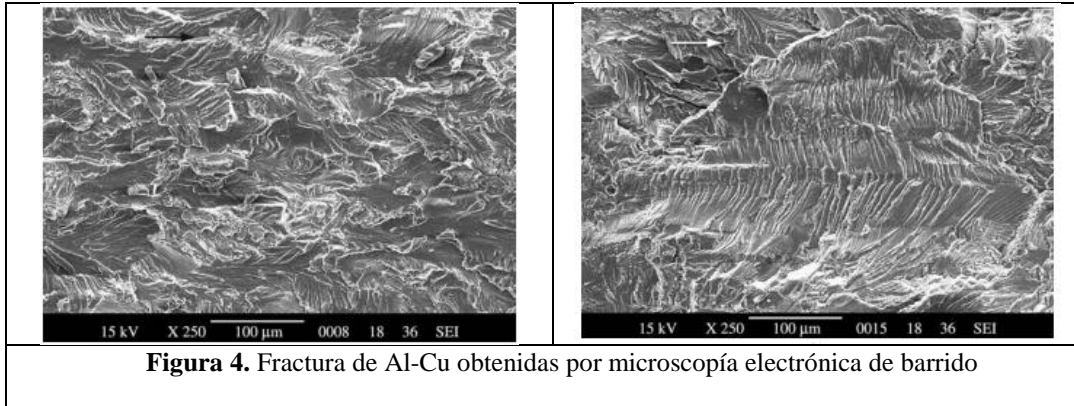 15 kV X 250 100 µm 0008 18 36 SEI
15 kV X 250 100 µm 0015 18 36 SEI
Figura 4. Fractura de Al-Cu obtenidas por microscopía electrónica de barrido